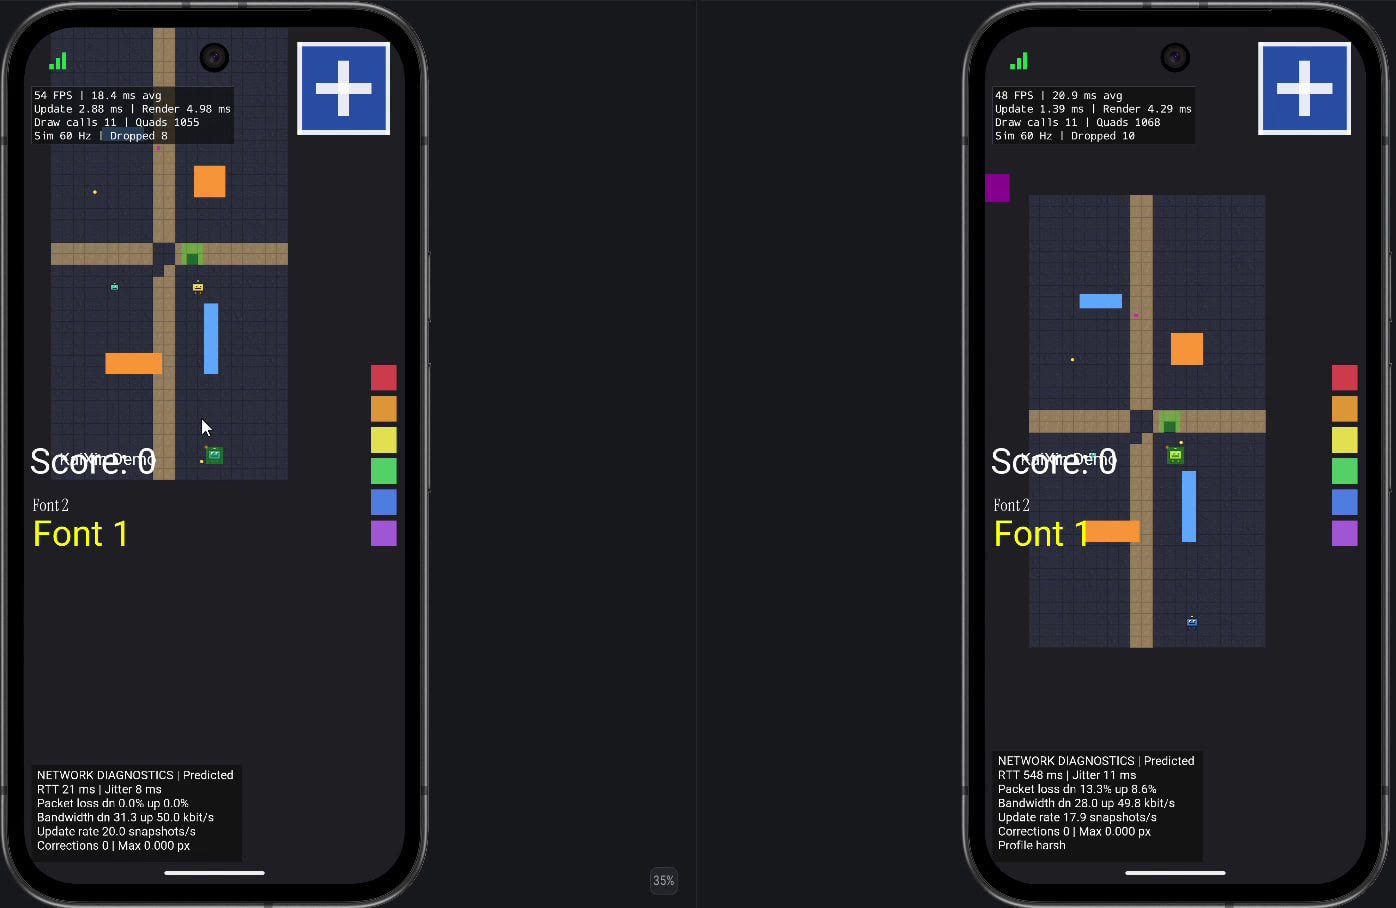 54 FPS | 18.4 ms avg
Update 2.88 ms | Render 4.98 ms
Draw calls 11 | Quads 1055
Sim 60 Hz | Dropped 8
Score: 0
KaiXin Demo
Font 2
Font 1
NETWORK DIAGNOSTICS | Predicted
RTT 21 ms | Jitter 8 ms
Packet loss dn 0.0% up 0.0%
Bandwidth dn 31.3 up 50.0 kbit/s
Update rate 20.0 snapshots/s
Corrections 0 | Max 0.000 px
35%
48 FPS | 20.9 ms avg
Update 1.39 ms | Render 4.29 ms
Draw calls 11 | Quads 1068
Sim 60 Hz | Dropped 10
Score: 0
KaiXin Demo
Font 2
Font 1
NETWORK DIAGNOSTICS | Predicted
RTT 548 ms | Jitter 11 ms
Packet loss dn 13.3% up 8.6%
Bandwidth dn 28.0 up 49.8 kbit/s
Update rate 17.9 snapshots/s
Corrections 0 | Max 0.000 px
Profile harsh